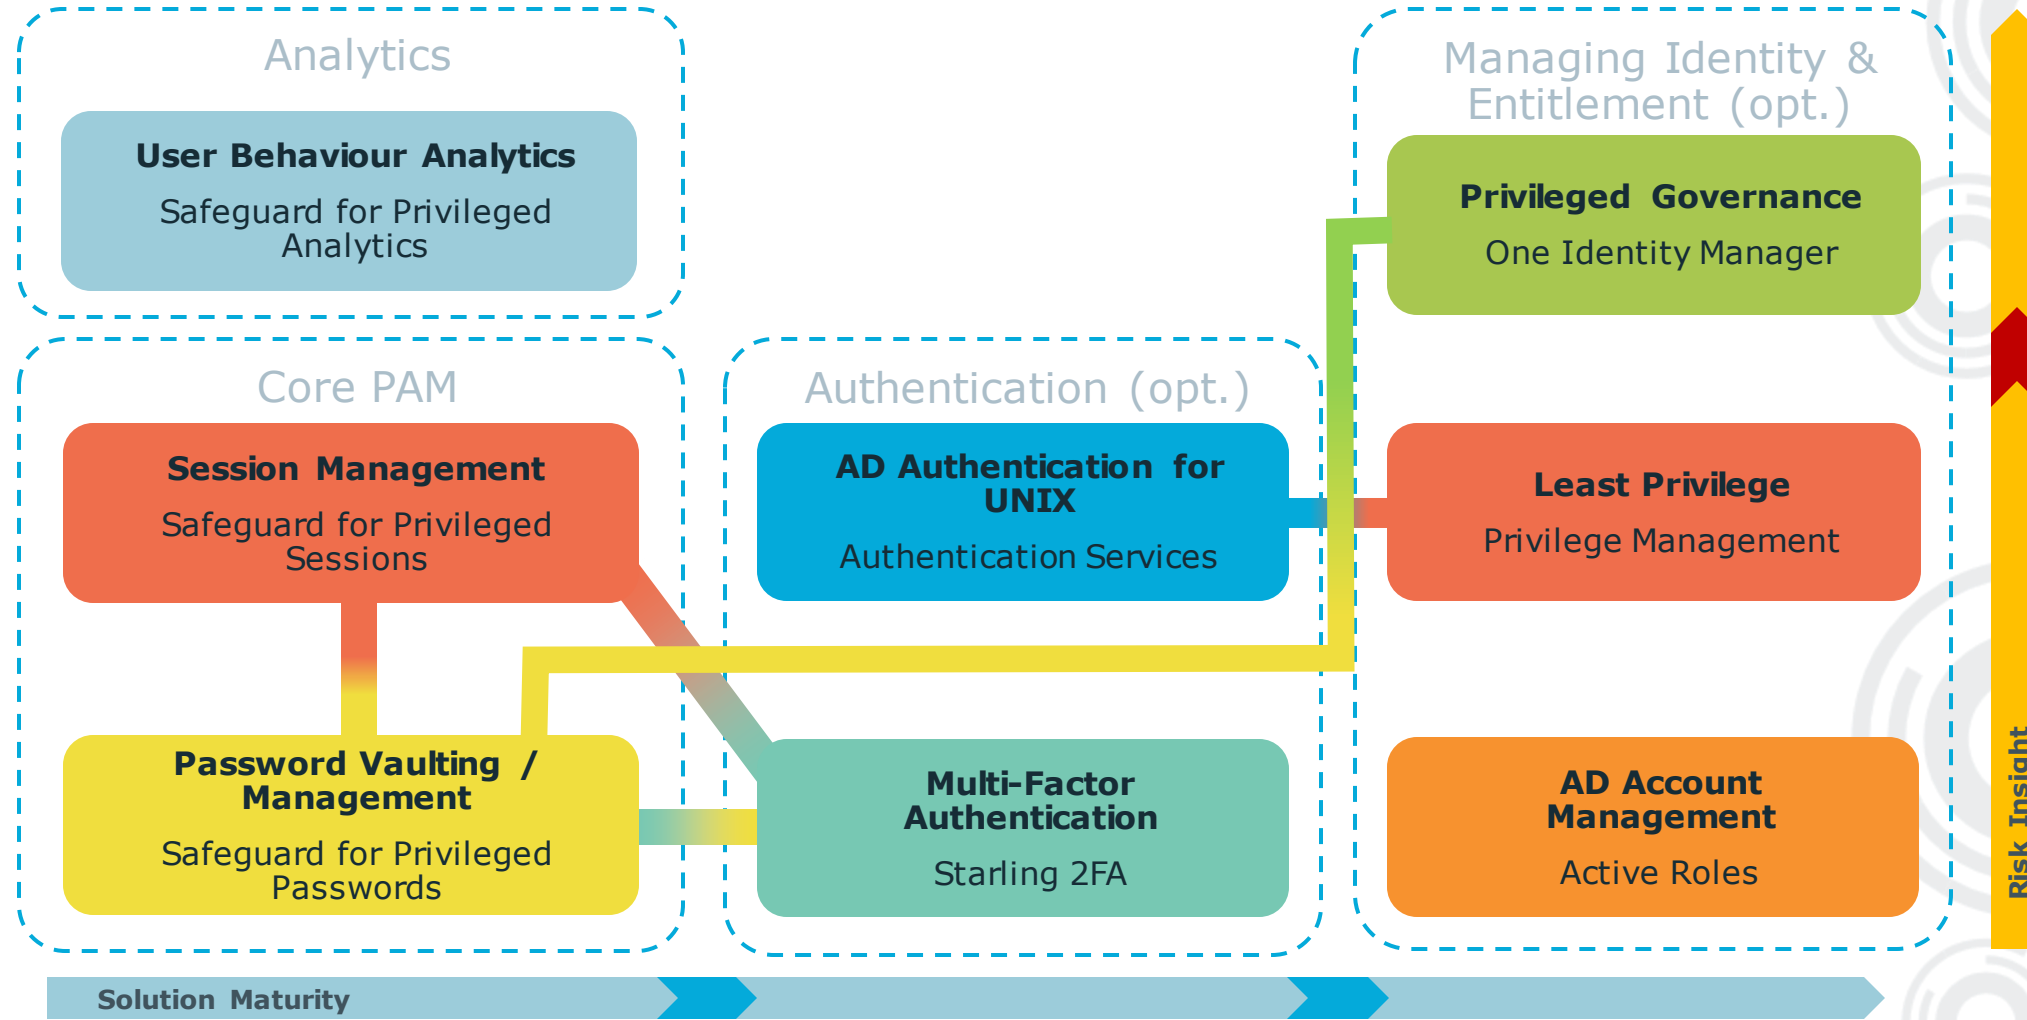 Analytics
User Behaviour Analytics
Safeguard for Privileged
Analytics
Managing Identity &
Entitlement (opt.)
Privileged Governance
One Identity Manager
Core PAM
Session Management
Safeguard for Privileged
Sessions
Password Vaulting /
Management
Safeguard for Privileged
Passwords
Authentication (opt.)
AD Authentication for
UNIX
Authentication Services
Multi-Factor
Authentication
Starling 2FA
Least Privilege
Privilege Management
AD Account
Management
Active Roles
Risk Insight
Solution Maturity